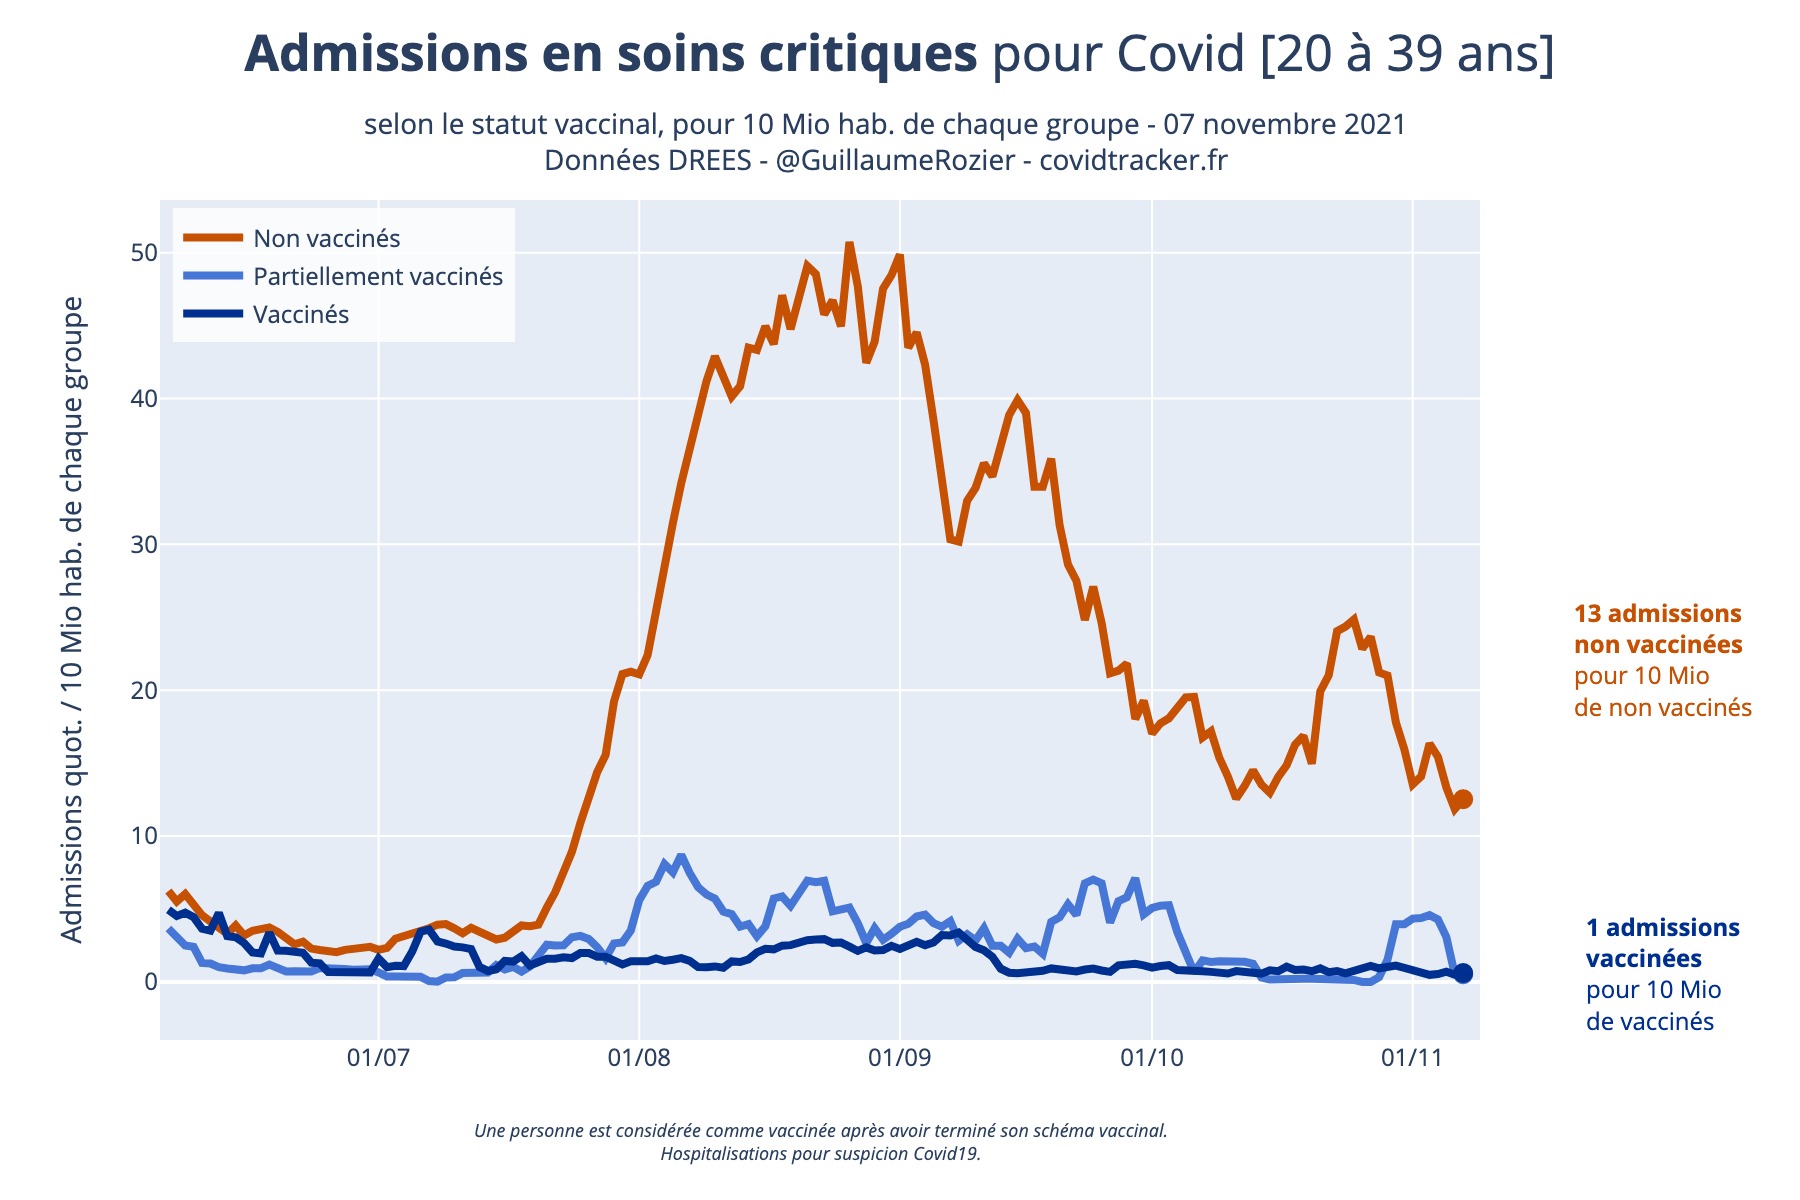 Admissions en soins critiques pour Covid [20 à 39 ans]
selon le statut vaccinal, pour 10 Mio hab. de chaque groupe - 07 novembre 2021
Données DREES - @GuillaumeRozier - covidtracker.fr
Non vaccinés
Partiellement vaccinés
Vaccinés
Admissions quot. / 10 Mio hab. de chaque groupe
50
40
30
20
10
0
01/07
01/08
01/09
01/10
01/11
13 admissions
non vaccinées
pour 10 Mio
de non vaccinés
1 admissions
vaccinées
pour 10 Mio
de vaccinés
Une personne est considérée comme vaccinée après avoir terminé son schéma vaccinal.
Hospitalisations pour suspicion Covid19.